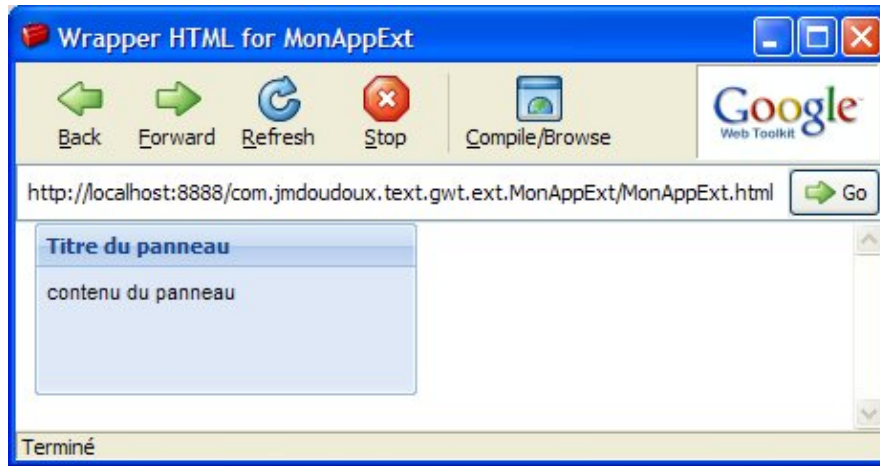 Wrapper HTML for MonAppExt
Back Forward Refresh Stop Compile/Browse
Google
Web Toolkit
http://localhost:8888/com.jmdoudoux.text.gwt.ext.MonAppExt/MonAppExt.html Go
Titre du panneau
contenu du panneau
Terminé